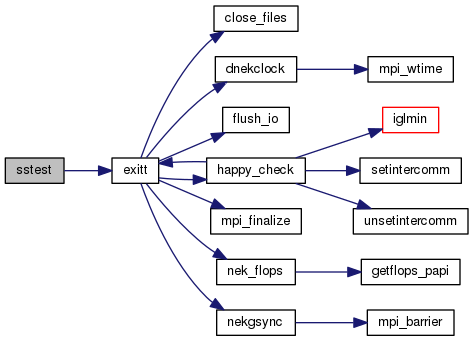 close_files
dnekclock
mpi_wtime
flush_io
iglmin
sstest
exitt
happy_check
setintercomm
mpi_finalize
unsetintercomm
nek_flops
getflops_papi
nekgsync
mpi_barrier